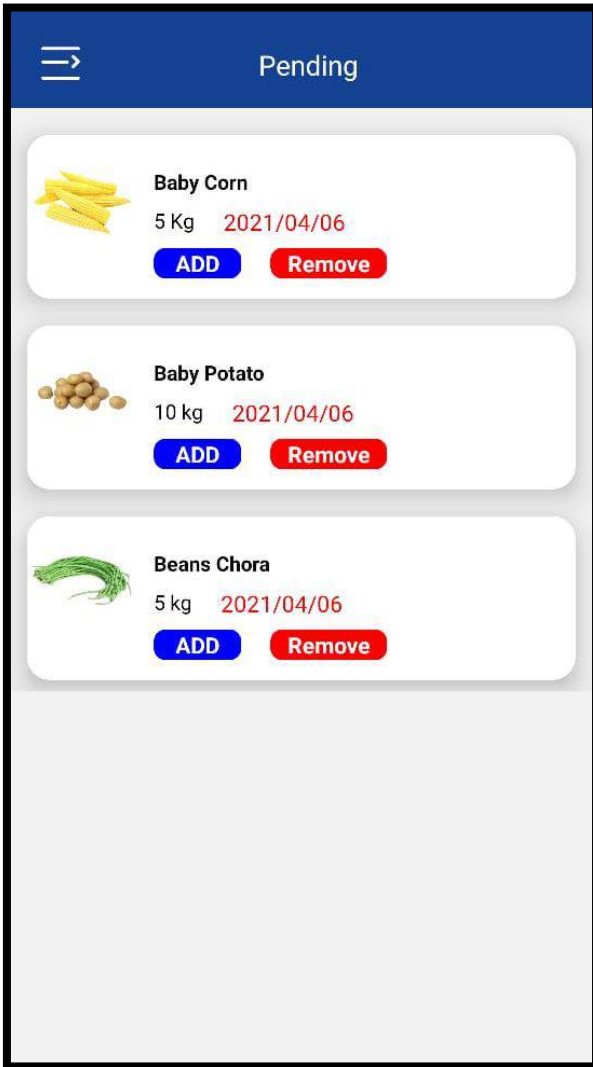 Pending
Baby Corn
5 Kg 2021/04/06
ADD Remove
Baby Potato
10 kg 2021/04/06
ADD Remove
Beans Chora
5 kg 2021/04/06
ADD Remove